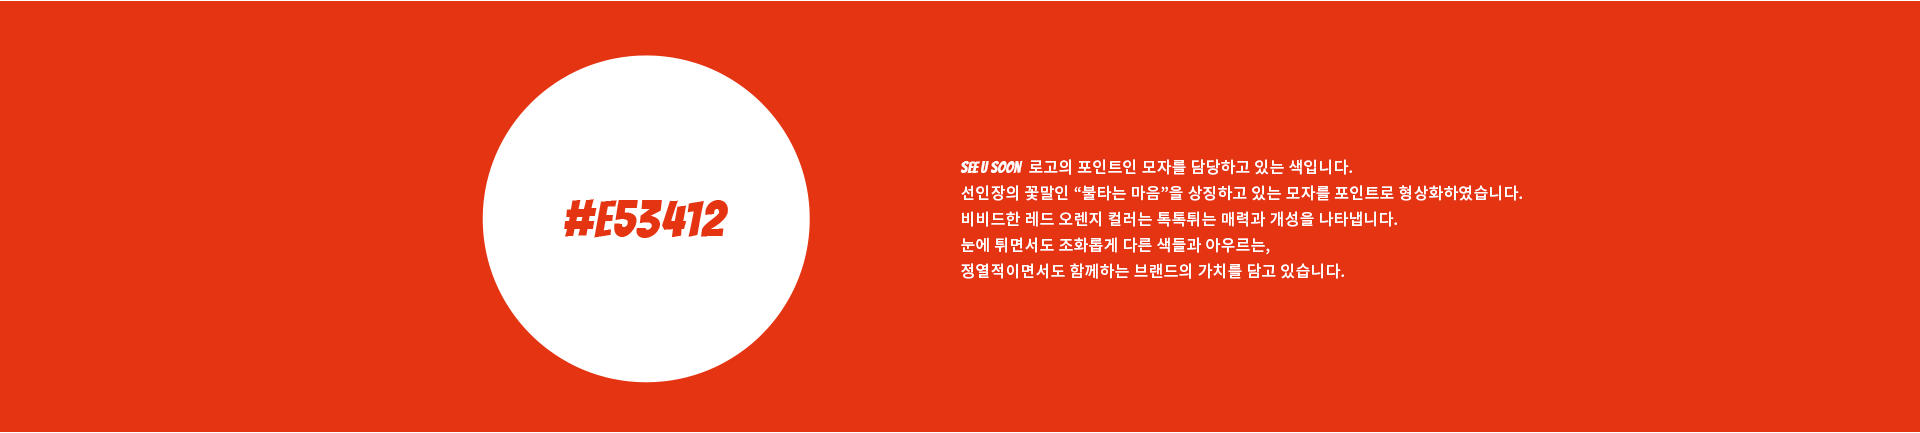 #E53412
SEE U SOON 로고의 포인트인 모자를 담당하고 있는 색입니다.
선인장의 꽃말인 “불타는 마음”을 상징하고 있는 모자를 포인트로 형상화하였습니다.
비비드한 레드 오렌지 컬러는 톡톡튀는 매력과 개성을 나타냅니다.
눈에 튀면서도 조화롭게 다른 색들과 아우르는,
정열적이면서도 함께하는 브랜드의 가치를 담고 있습니다.